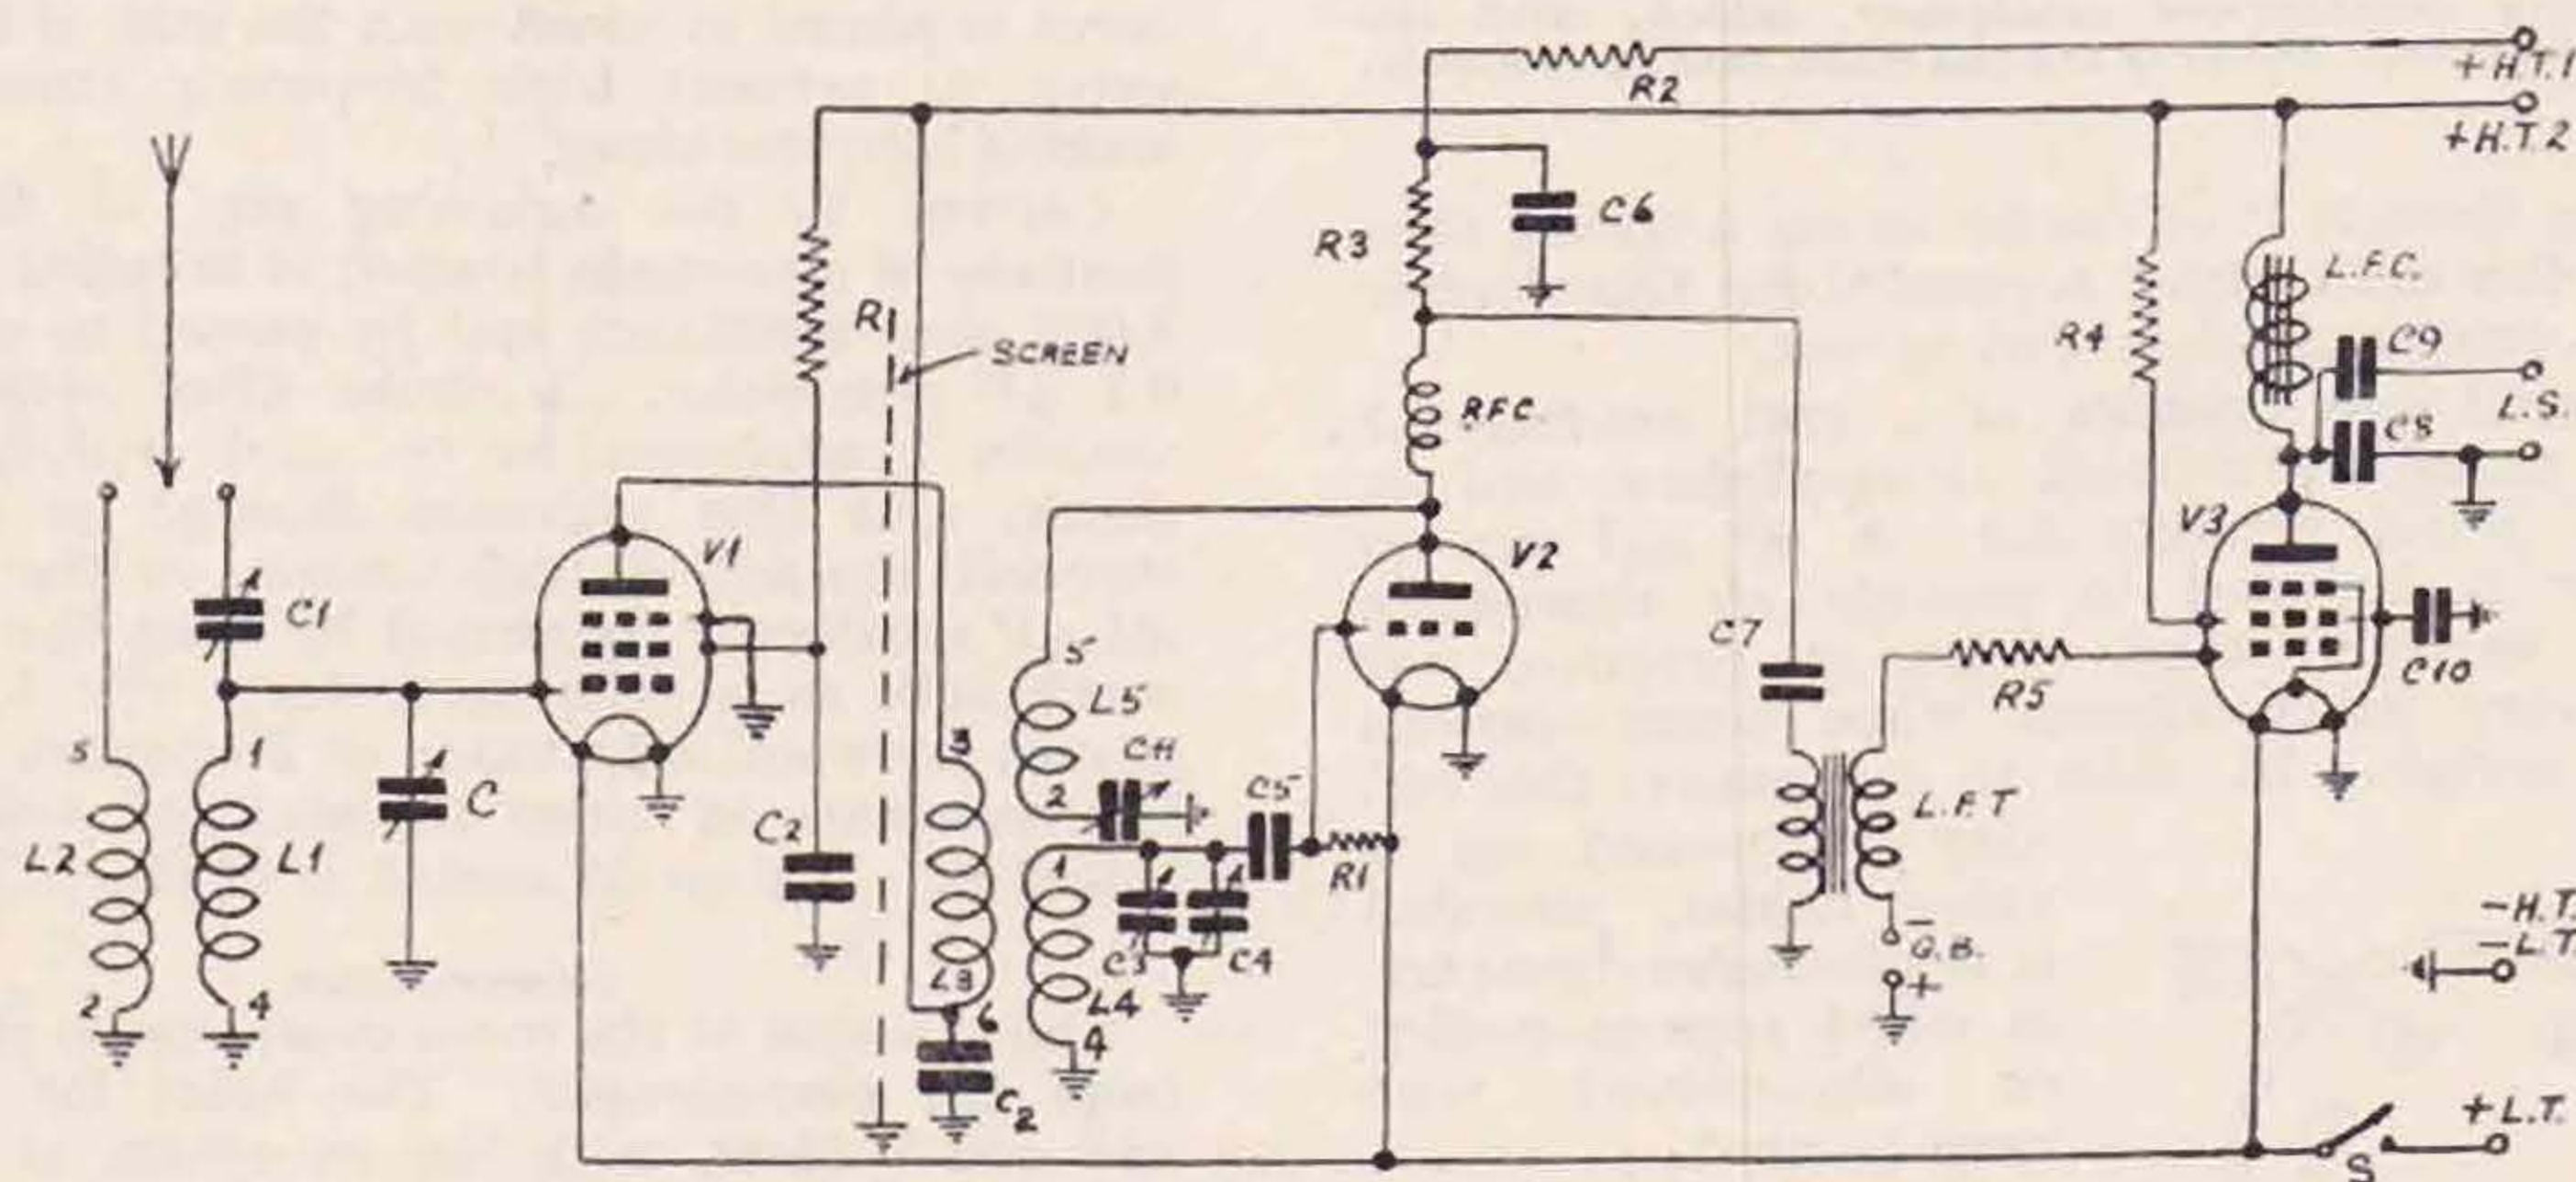 +H.T.1
R2
+H.T.2
C6
R3
L.F.C.
R
SCREEN
R4
C9
RFC.
L.S.
C8
V1
V2
V3
C1
5
C7
C10
L5
R5
5
1
3
CH
C
2
C5
L.F.T
C2
L2
L1
1
R1
-H.T.
-L.T.
-
G.B.
C3
C4
L3
+
2
4
6
L4
4
C2
+L.T.
S